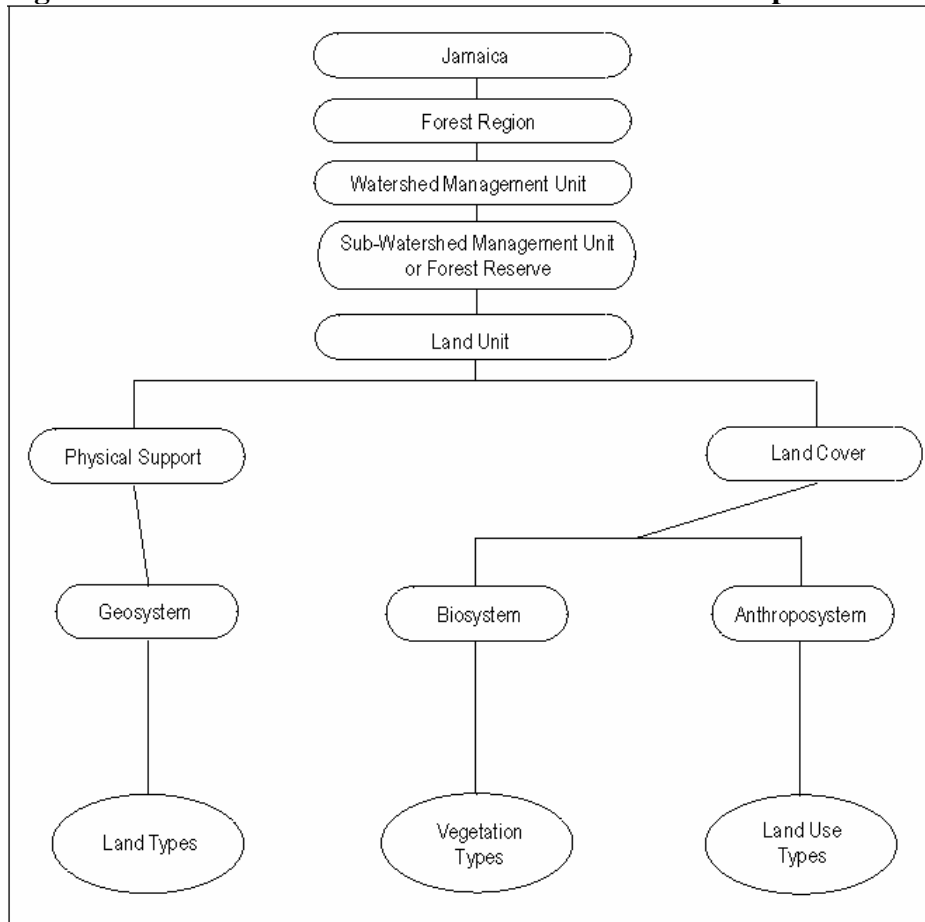 Jamaica
Forest Region
Watershed Management Unit
Sub-Watershed Management Unit
or Forest Reserve
Land Unit
Physical Support
Land Cover
Geosystem
Biosystem
Anthroposystem
Land Types
Vegetation
Types
Land Use
Types